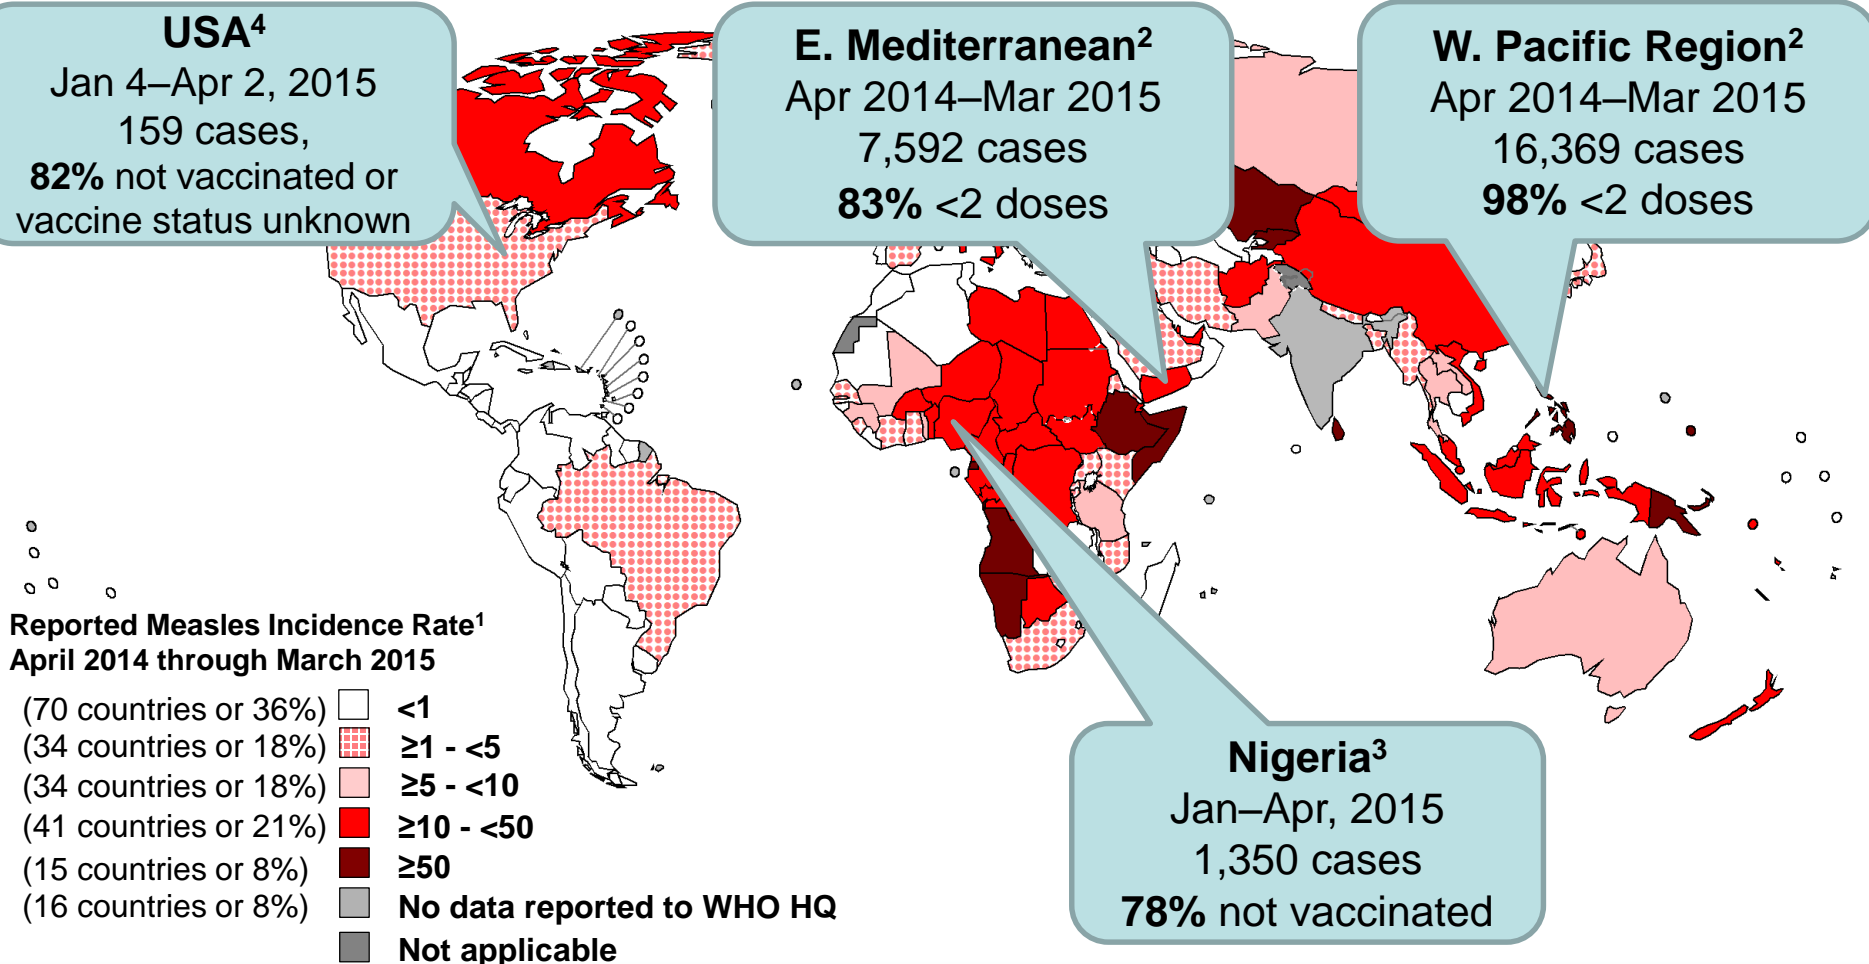 USA⁴
Jan 4–Apr 2, 2015
159 cases,
82% not vaccinated or
vaccine status unknown
E. Mediterranean²
Apr 2014–Mar 2015
7,592 cases
83% <2 doses
W. Pacific Region²
Apr 2014–Mar 2015
16,369 cases
98% <2 doses
Nigeria³
Jan–Apr, 2015
1,350 cases
78% not vaccinated
Reported Measles Incidence Rate¹
April 2014 through March 2015
(70 countries or 36%) <1
(34 countries or 18%) ≥1 - <5
(34 countries or 18%) ≥5 - <10
(41 countries or 21%) ≥10 - <50
(15 countries or 8%) ≥50
(16 countries or 8%) No data reported to WHO HQ
Not applicable